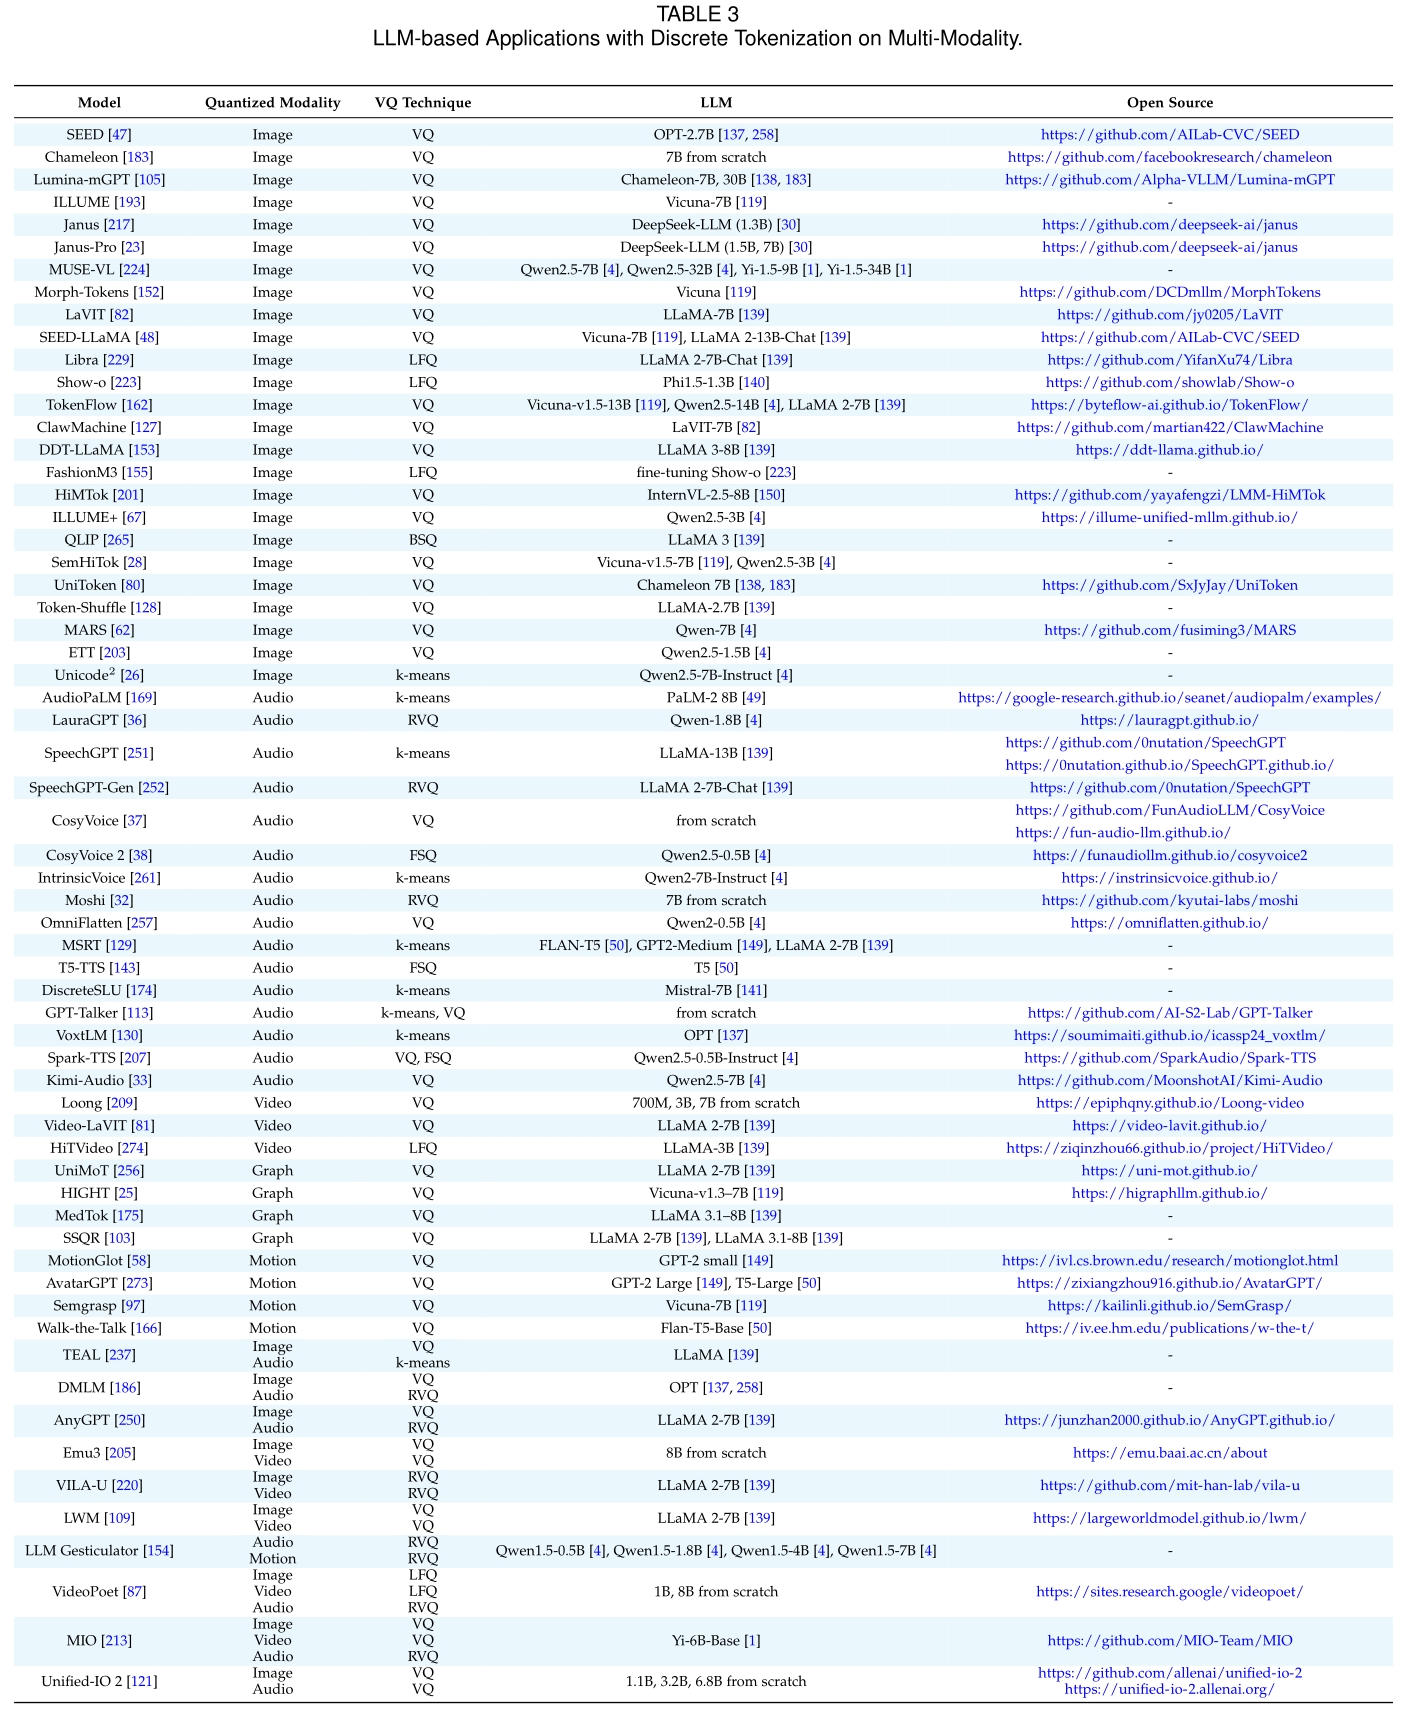 TABLE 3
LLM-based Applications with Discrete Tokenization on Multi-Modality.
Model Quantized Modality VQ Technique LLM Open Source
SEED [47] Image VQ OPT-2.7B [137, 258] https://github.com/AILab-CVC/SEED
Chameleon [183] Image VQ 7B from scratch https://github.com/facebookresearch/chameleon
Lumina-mGPT [105] Image VQ Chameleon-7B, 30B [138, 183] https://github.com/Alpha-VLLM/Lumina-mGPT
ILLUME [193] Image VQ Vicuna-7B [119] -
Janus [217] Image VQ DeepSeek-LLM (1.3B) [30] https://github.com/deepseek-ai/janus
Janus-Pro [23] Image VQ DeepSeek-LLM (1.5B, 7B) [30] https://github.com/deepseek-ai/janus
MUSE-VL [224] Image VQ Qwen2.5-7B [4], Qwen2.5-32B [4], Yi-1.5-9B [1], Yi-1.5-34B [1] -
Morph-Tokens [152] Image VQ Vicuna [119] https://github.com/DCDmllm/MorphTokens
LaVIT [82] Image VQ LLaMA-7B [139] https://github.com/jy0205/LaVIT
SEED-LLaMA [48] Image VQ Vicuna-7B [119], LLaMA 2-13B-Chat [139] https://github.com/AILab-CVC/SEED
Libra [229] Image LFQ LLaMA 2-7B-Chat [139] https://github.com/YifanXu74/Libra
Show-o [223] Image LFQ Phi1.5-1.3B [140] https://github.com/showlab/Show-o
TokenFlow [162] Image VQ Vicuna-v1.5-13B [119], Qwen2.5-14B [4], LLaMA 2-7B [139] https://byteflow-ai.github.io/TokenFlow/
ClawMachine [127] Image VQ LaVIT-7B [82] https://github.com/martian422/ClawMachine
DDT-LLaMA [153] Image VQ LLaMA 3-8B [139] https://ddt-llama.github.io/
FashionM3 [155] Image LFQ fine-tuning Show-o [223] -
HiMTok [201] Image VQ InternVL-2.5-8B [150] https://github.com/yayafengzi/LMM-HiMTok
ILLUME+ [67] Image VQ Qwen2.5-3B [4] https://illume-unified-mllm.github.io/
QLIP [265] Image BSQ LLaMA 3 [139] -
SemHiTok [28] Image VQ Vicuna-v1.5-7B [119], Qwen2.5-3B [4] -
UniToken [80] Image VQ Chameleon 7B [138, 183] https://github.com/SxJyJay/UniToken
Token-Shuffle [128] Image VQ LLaMA-2.7B [139] -
MARS [62] Image VQ Qwen-7B [4] https://github.com/fusiming3/MARS
ETT [203] Image VQ Qwen2.5-1.5B [4] -
Unicode² [26] Image k-means Qwen2.5-7B-Instruct [4] -
AudioPaLM [169] Audio k-means PaLM-2 8B [49] https://google-research.github.io/seanet/audiopalm/examples/
LauraGPT [36] Audio RVQ Qwen-1.8B [4] https://lauragpt.github.io/
SpeechGPT [251] Audio k-means LLaMA-13B [139] https://github.com/0nutation/SpeechGPT
https://0nutation.github.io/SpeechGPT.github.io/
SpeechGPT-Gen [252] Audio RVQ LLaMA 2-7B-Chat [139] https://github.com/0nutation/SpeechGPT
CosyVoice [37] Audio VQ from scratch https://github.com/FunAudioLLM/CosyVoice
https://fun-audio-llm.github.io/
CosyVoice 2 [38] Audio FSQ Qwen2.5-0.5B [4] https://funaudiollm.github.io/cosyvoice2
IntrinsicVoice [261] Audio k-means Qwen2-7B-Instruct [4] https://instrinsicvoice.github.io/
Moshi [32] Audio RVQ 7B from scratch https://github.com/kyutai-labs/moshi
OmniFlatten [257] Audio VQ Qwen2-0.5B [4] https://omniflatten.github.io/
MSRT [129] Audio k-means FLAN-T5 [50], GPT2-Medium [149], LLaMA 2-7B [139] -
T5-TTS [143] Audio FSQ T5 [50] -
DiscreteSLU [174] Audio k-means Mistral-7B [141] -
GPT-Talker [113] Audio k-means, VQ from scratch https://github.com/AI-S2-Lab/GPT-Talker
VoxtLM [130] Audio k-means OPT [137] https://soumimaiti.github.io/icassp24_voxtlm/
Spark-TTS [207] Audio VQ, FSQ Qwen2.5-0.5B-Instruct [4] https://github.com/SparkAudio/Spark-TTS
Kimi-Audio [33] Audio VQ Qwen2.5-7B [4] https://github.com/MoonshotAI/Kimi-Audio
Loong [209] Video VQ 700M, 3B, 7B from scratch https://epiphqny.github.io/Loong-video
Video-LaVIT [81] Video VQ LLaMA 2-7B [139] https://video-lavit.github.io/
HiTVideo [274] Video LFQ LLaMA-3B [139] https://ziqinzhou66.github.io/project/HiTVideo/
UniMoT [256] Graph VQ LLaMA 2-7B [139] https://uni-mot.github.io/
HIGHT [25] Graph VQ Vicuna-v1.3–7B [119] https://higraphllm.github.io/
MedTok [175] Graph VQ LLaMA 3.1–8B [139] -
SSQR [103] Graph VQ LLaMA 2-7B [139], LLaMA 3.1-8B [139] -
MotionGlot [58] Motion VQ GPT-2 small [149] https://ivl.cs.brown.edu/research/motionglot.html
AvatarGPT [273] Motion VQ GPT-2 Large [149], T5-Large [50] https://zixiangzhou916.github.io/AvatarGPT/
Semgrasp [97] Motion VQ Vicuna-7B [119] https://kailinli.github.io/SemGrasp/
Walk-the-Talk [166] Motion VQ Flan-T5-Base [50] https://iv.ee.hm.edu/publications/w-the-t/
TEAL [237] Image VQ LLaMA [139] -
Audio k-means
DMLM [186] Image VQ OPT [137, 258] -
Audio RVQ
AnyGPT [250] Image VQ LLaMA 2-7B [139] https://junzhan2000.github.io/AnyGPT.github.io/
Audio RVQ
Emu3 [205] Image VQ 8B from scratch https://emu.baai.ac.cn/about
Video VQ
VILA-U [220] Image RVQ LLaMA 2-7B [139] https://github.com/mit-han-lab/vila-u
Video RVQ
LWM [109] Image VQ LLaMA 2-7B [139] https://largeworldmodel.github.io/lwm/
Video VQ
LLM Gesticulator [154] Audio RVQ Qwen1.5-0.5B [4], Qwen1.5-1.8B [4], Qwen1.5-4B [4], Qwen1.5-7B [4] -
Motion RVQ
Image LFQ
VideoPoet [87] Video LFQ 1B, 8B from scratch https://sites.research.google/videopoet/
Audio RVQ
Image VQ
MIO [213] Video VQ Yi-6B-Base [1] https://github.com/MIO-Team/MIO
Audio RVQ
Unified-IO 2 [121] Image VQ 1.1B, 3.2B, 6.8B from scratch https://github.com/allenai/unified-io-2
Audio VQ https://unified-io-2.allenai.org/